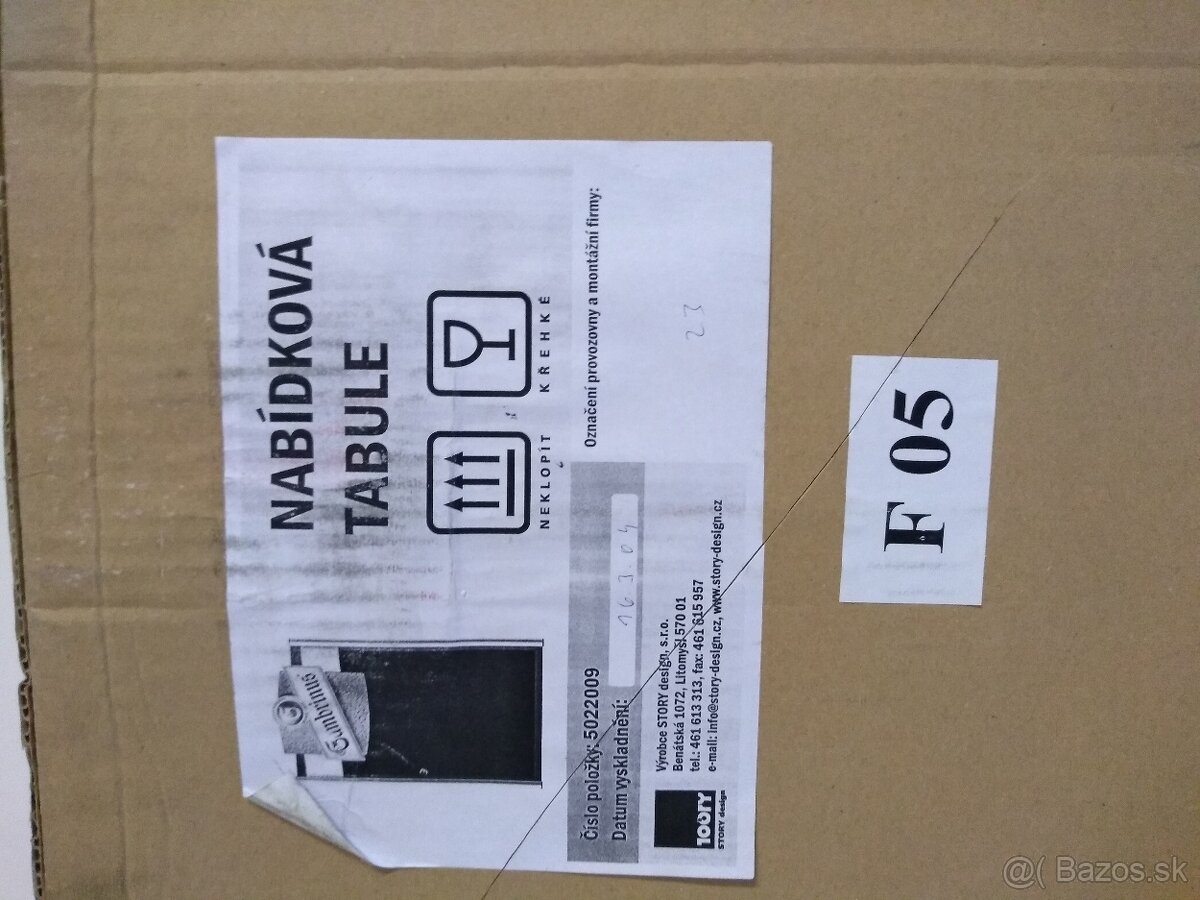 NABÍDKOVÁ
TABULE
NEKLOPIT
KŘEHKÉ
Gambrinus
Číslo položky: 5022009
Datum vyskladnění: 163.04
Označení provozovny a montážní firmy:
23
STORY design
Výrobce STORY design, s.r.o.
Benátská 1072, Litomyšl 570 01
tel.: 461 613 313, fax: 461 615 957
e-mail: info@story-design.cz, www.story-design.cz
F 05
@( Bazos.sk